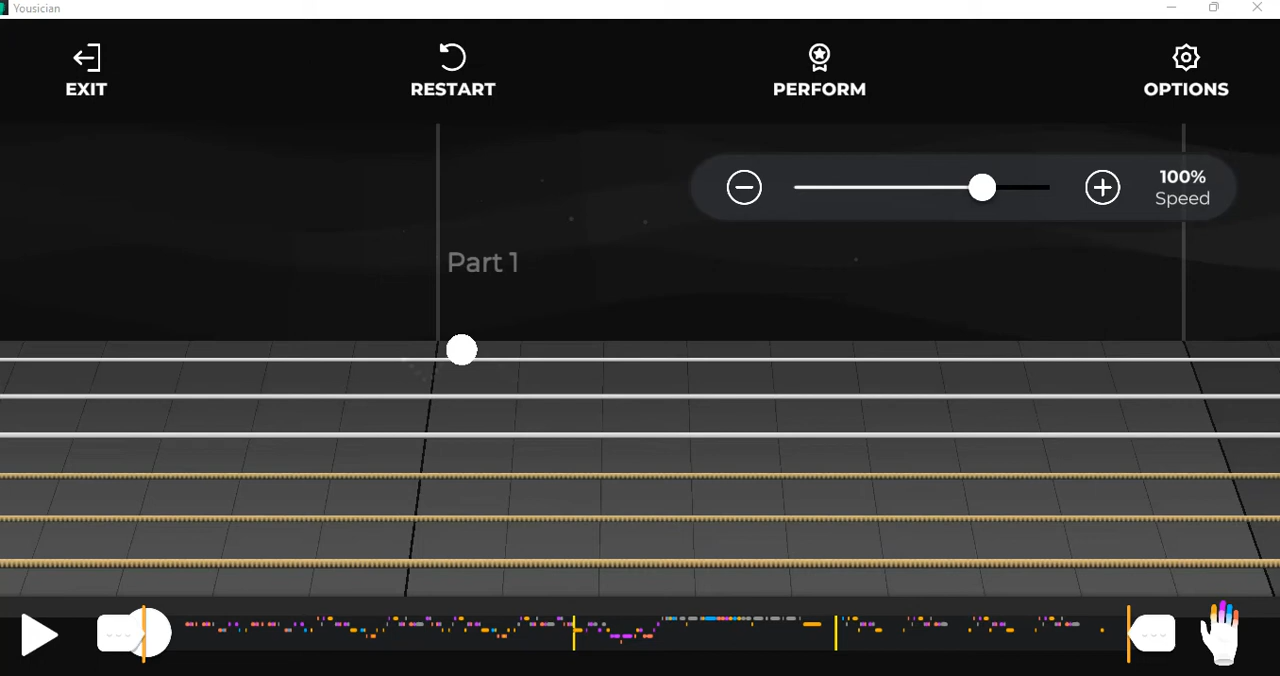 Yousician
EXIT
RESTART
PERFORM
OPTIONS
100%
Speed
Part 1